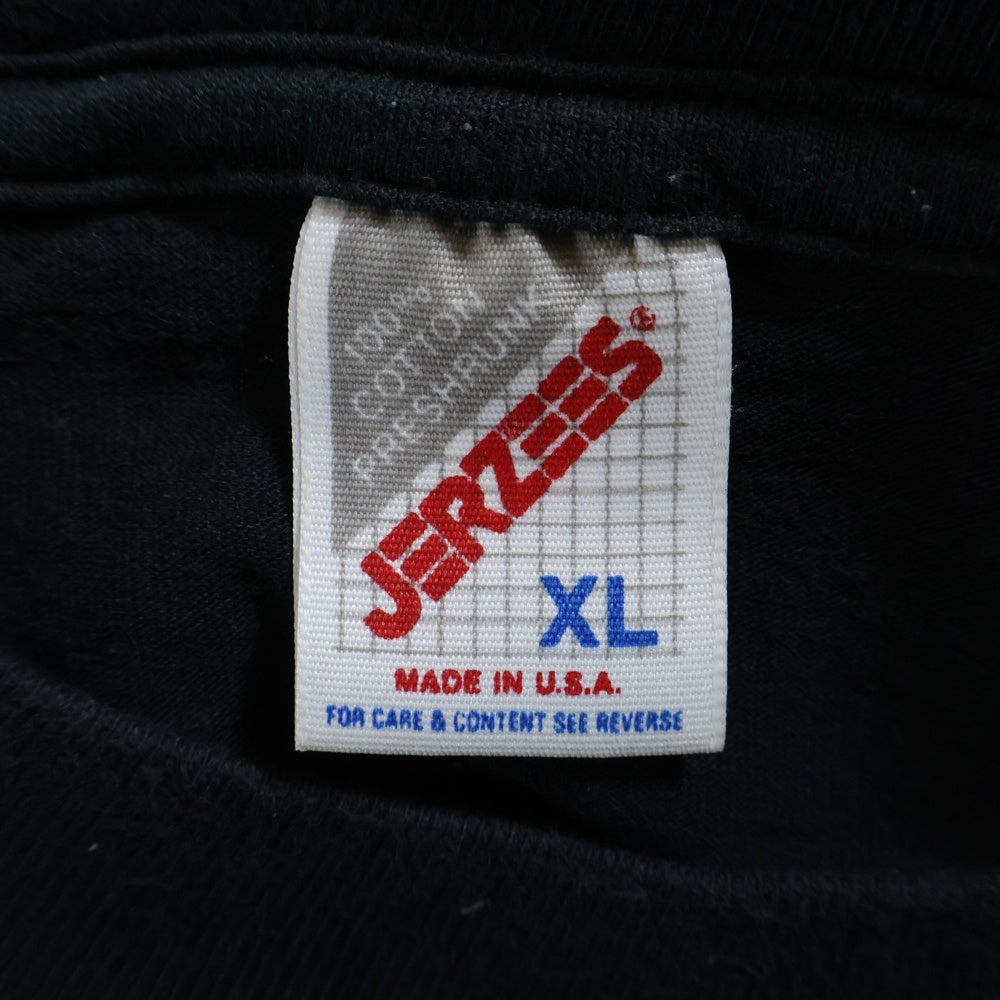 100%
COTTON
PRESHRUNK
JERZEES®
XL
MADE IN U.S.A.
FOR CARE & CONTENT SEE REVERSE